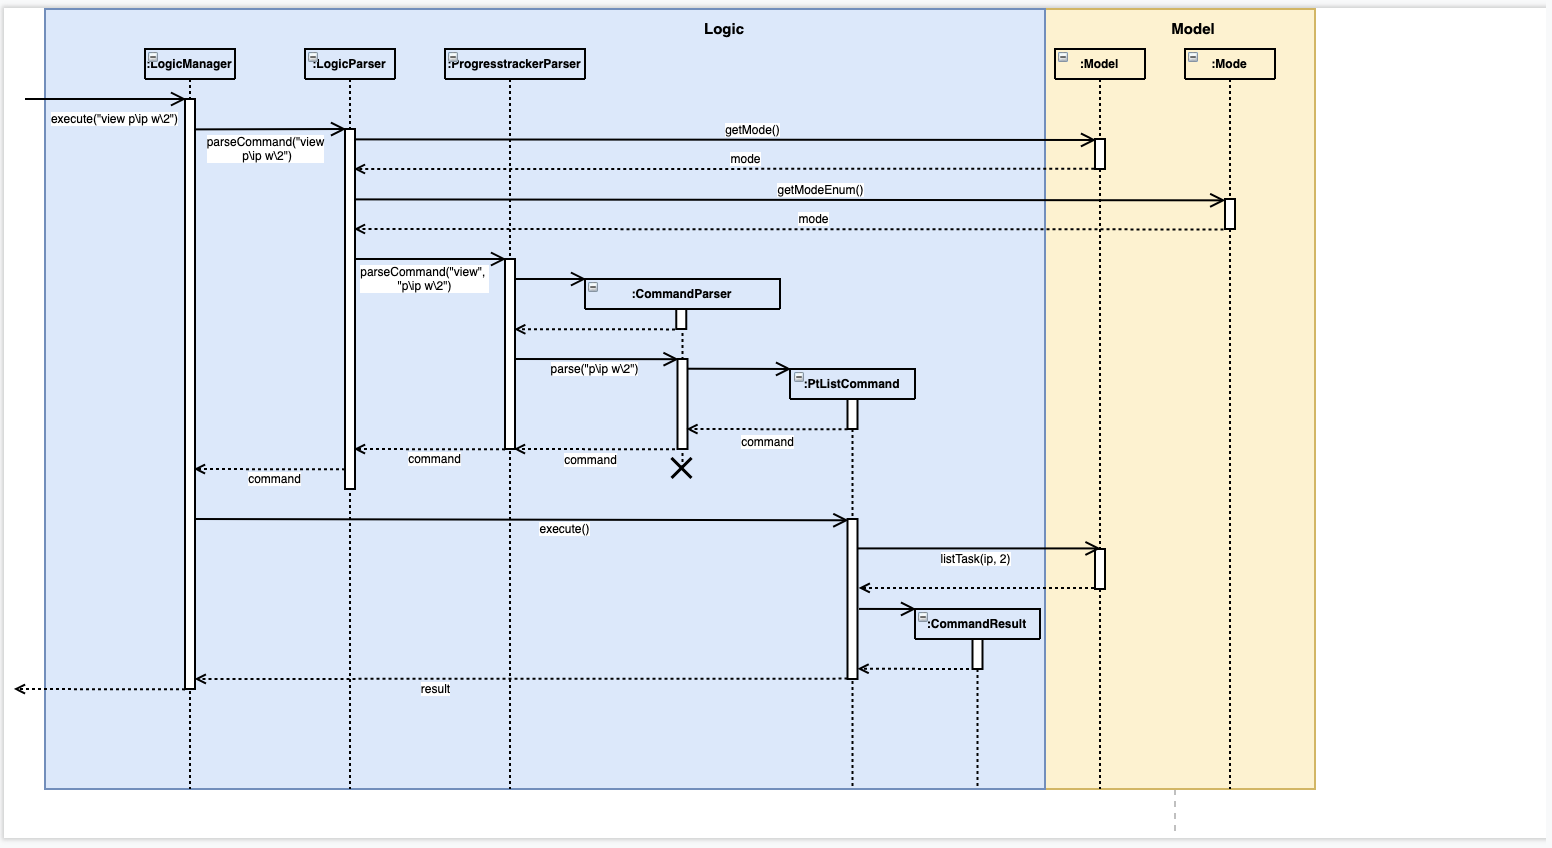 Logic
Model
:LogicManager
:LogicParser
:ProgresstrackerParser
:Model
:Mode
execute("view p\ip w\2")
parseCommand("view
p\ip w\2")
getMode()
mode
getModeEnum()
mode
parseCommand("view",
"p\ip w\2")
:CommandParser
parse("p\ip w\2")
:PtListCommand
command
command
command
command
execute()
listTask(ip, 2)
:CommandResult
result